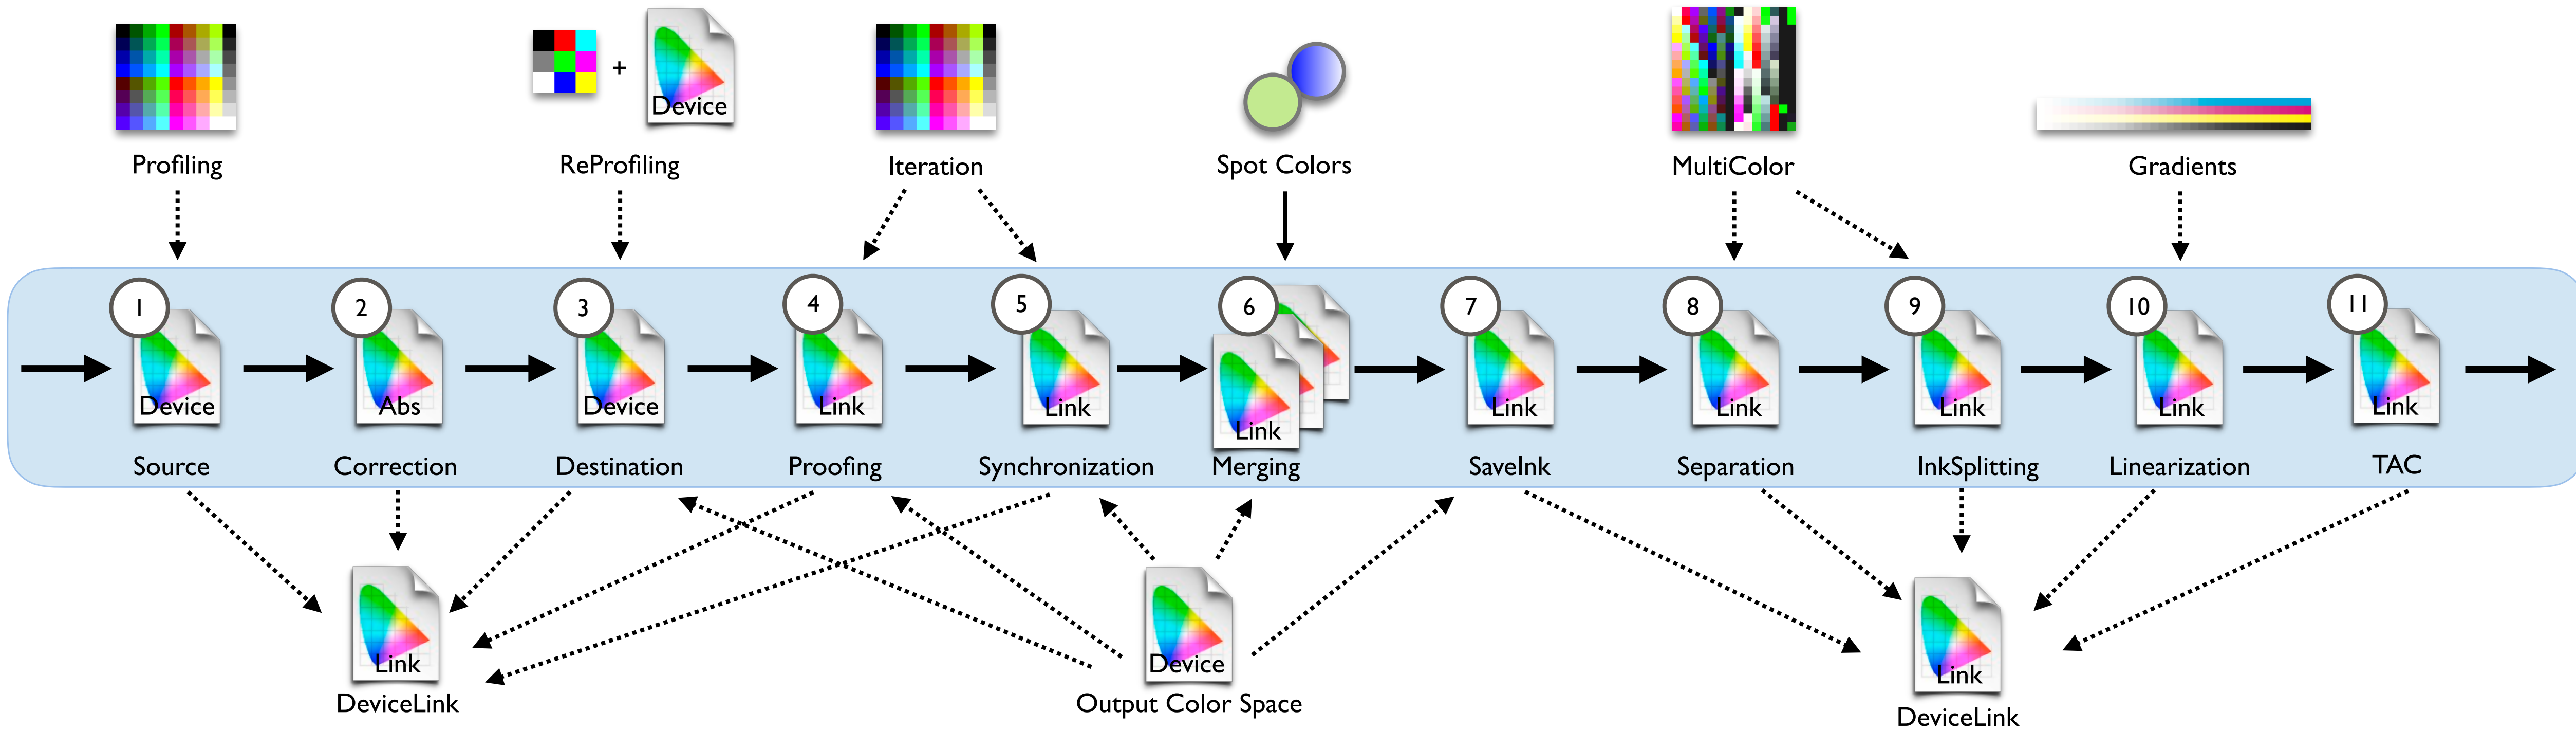 +
Device
Profiling
ReProfiling
Iteration
Spot Colors
MultiColor
Gradients
1
2
3
4
5
6
7
8
9
10
11
Device
Abs
Device
Link
Link
Link
Link
Link
Link
Link
Link
Source
Correction
Destination
Proofing
Synchronization
Merging
SaveInk
Separation
InkSplitting
Linearization
TAC
Link
DeviceLink
Device
Output Color Space
Link
DeviceLink